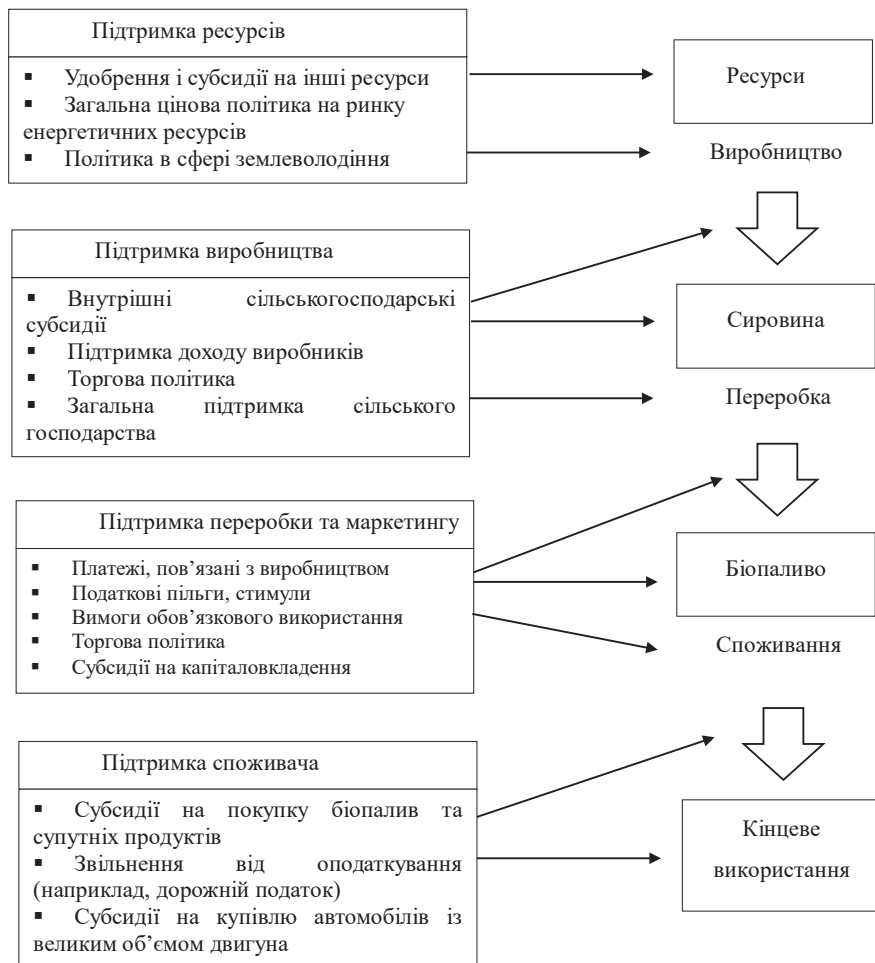 Підтримка ресурсів
▪ Удобрення і субсидії на інші ресурси
▪ Загальна цінова політика на ринку
енергетичних ресурсів
▪ Політика в сфері землеволодіння
Ресурси
Виробництво
Підтримка виробництва
▪ Внутрішні сільськогосподарські
субсидії
▪ Підтримка доходу виробників
▪ Торгова політика
▪ Загальна підтримка сільського
господарства
Сировина
Переробка
Підтримка переробки та маркетингу
▪ Платежі, пов’язані з виробництвом
▪ Податкові пільги, стимули
▪ Вимоги обов’язкового використання
▪ Торгова політика
▪ Субсидії на капіталовкладення
Біопаливо
Споживання
Підтримка споживача
▪ Субсидії на покупку біопалив та
супутніх продуктів
▪ Звільнення від оподаткування
(наприклад, дорожній податок)
▪ Субсидії на купівлю автомобілів із
великим об’ємом двигуна
Кінцеве
використання